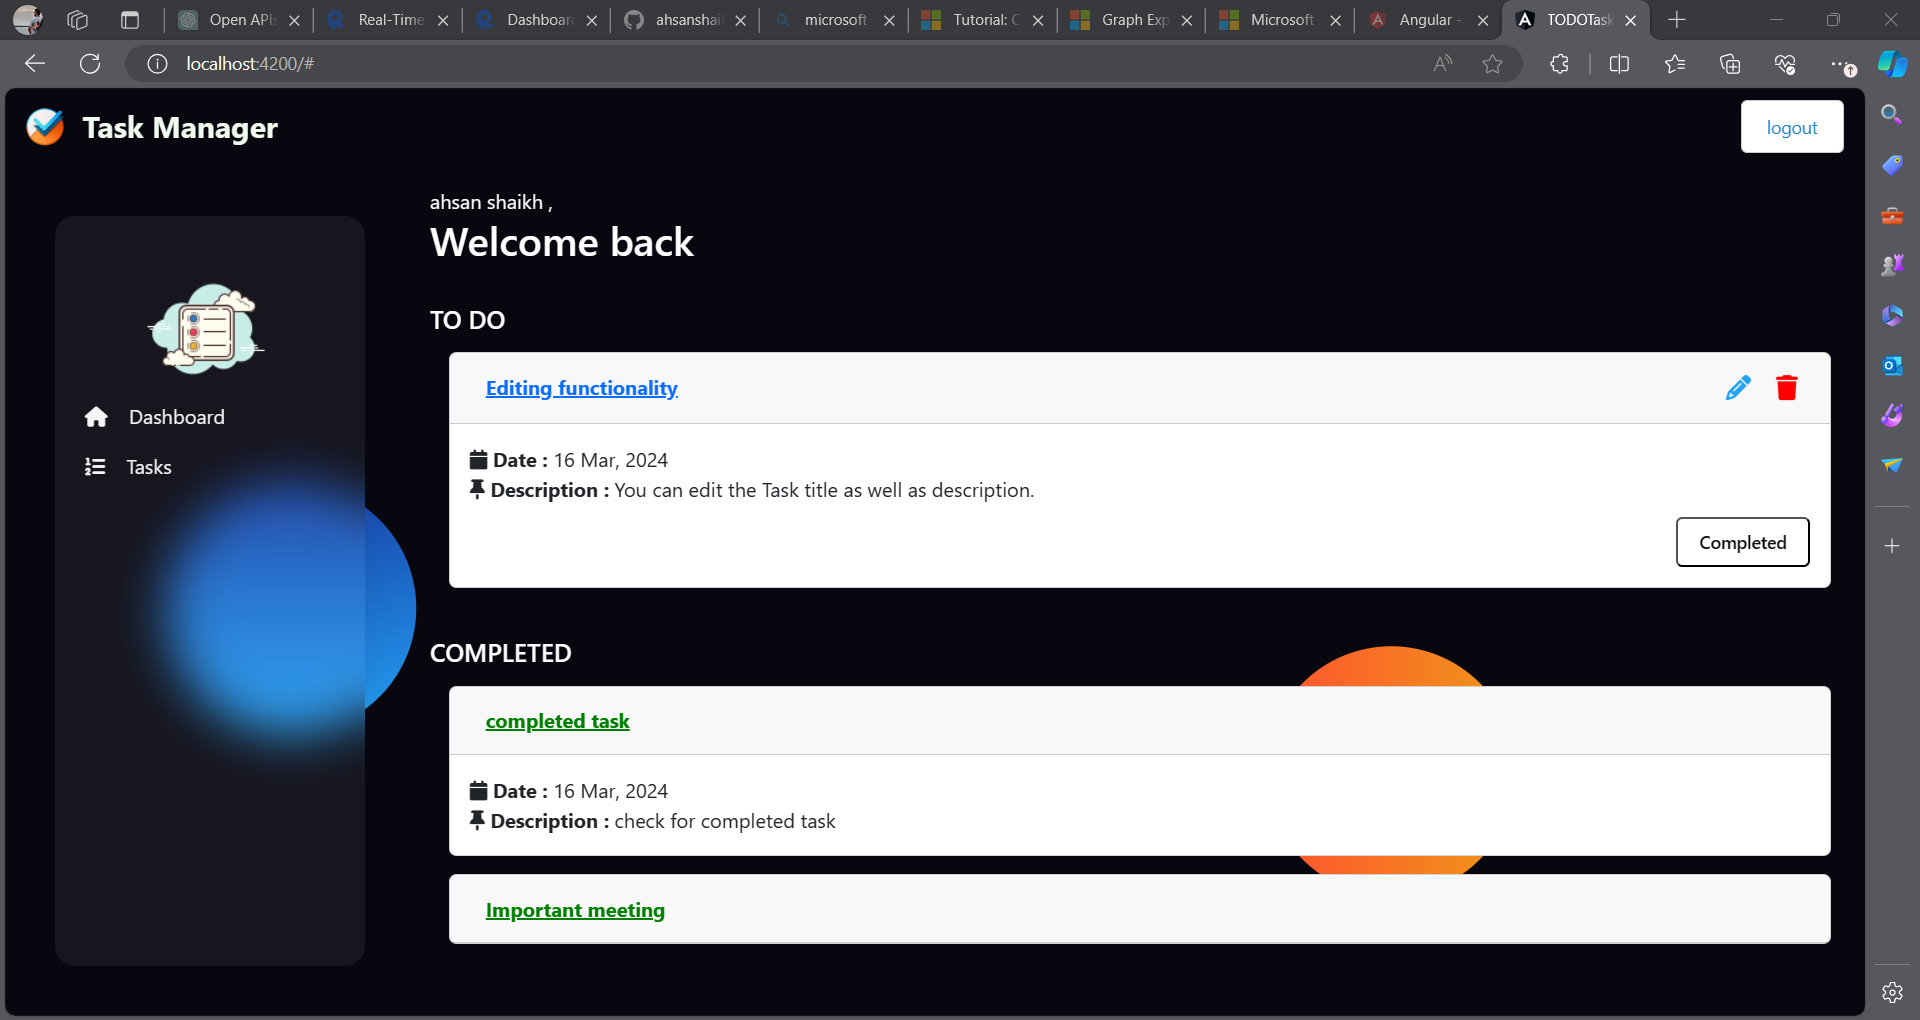 Open APIs
Real-Time
Dashboard
ahsanshai
microsoft
Tutorial: C
Graph Exp
Microsoft
Angular -
TODOTask
localhost:4200/#
Task Manager
logout
ahsan shaikh ,
Welcome back
Dashboard
Tasks
TO DO
Editing functionality
Date : 16 Mar, 2024
Description : You can edit the Task title as well as description.
Completed
COMPLETED
completed task
Date : 16 Mar, 2024
Description : check for completed task
Important meeting